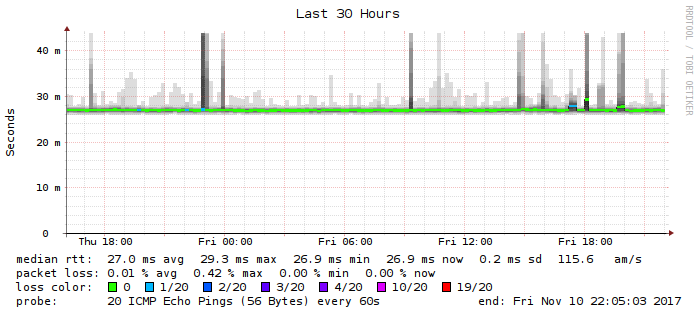 Last 30 Hours
RRDTOOL / TOBI OETIKER
Seconds
40 m
30 m
20 m
10 m
0
Thu 18:00 Fri 00:00 Fri 06:00 Fri 12:00 Fri 18:00
median rtt: 27.0 ms avg 29.3 ms max 26.9 ms min 26.9 ms now 0.2 ms sd 115.6 am/s
packet loss: 0.01 % avg 0.42 % max 0.00 % min 0.00 % now
loss color: 0 1/20 2/20 3/20 4/20 10/20 19/20
probe: 20 ICMP Echo Pings (56 Bytes) every 60s end: Fri Nov 10 22:05:03 2017